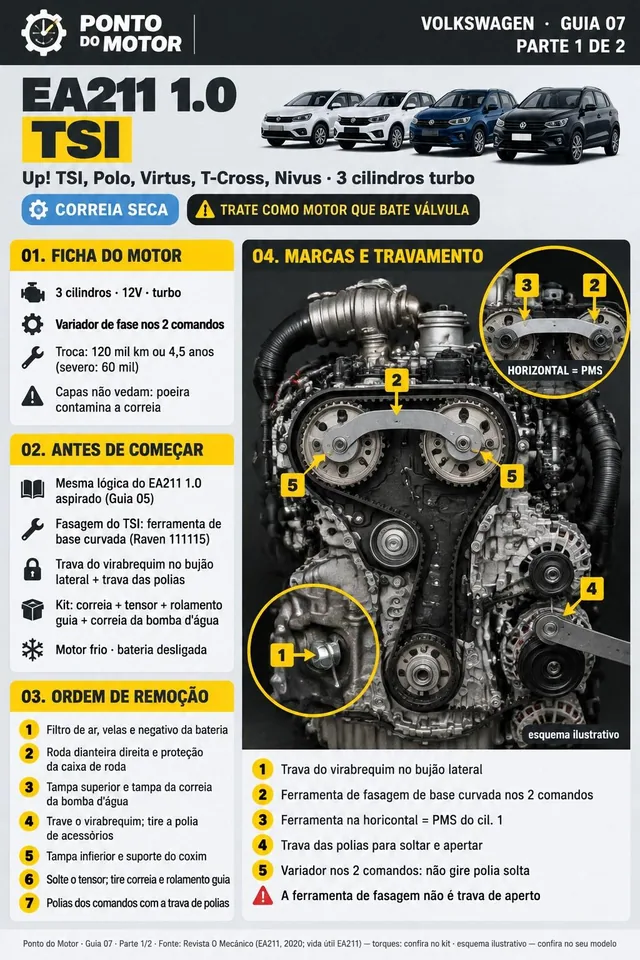 PONTO
DO MOTOR
VOLKSWAGEN · GUIA 07
PARTE 1 DE 2
EA211 1.0
TSI
Up! TSI, Polo, Virtus, T-Cross, Nivus · 3 cilindros turbo
CORREIA SECA
TRATE COMO MOTOR QUE BATE VÁLVULA
01. FICHA DO MOTOR
3 cilindros · 12V · turbo
Variador de fase nos 2 comandos
Troca: 120 mil km ou 4,5 anos
(severo: 60 mil)
Capas não vedam: poeira
contamina a correia
02. ANTES DE COMEÇAR
Mesma lógica do EA211 1.0
aspirado (Guia 05)
Fasagem do TSI: ferramenta de
base curvada (Raven 111115)
Trava do virabrequim no bujão
lateral + trava das polias
Kit: correia + tensor + rolamento
guia + correia da bomba d'água
Motor frio · bateria desligada
03. ORDEM DE REMOÇÃO
1 Filtro de ar, velas e negativo da bateria
2 Roda dianteira direita e proteção
da caixa de roda
3 Tampa superior e tampa da correia
da bomba d'água
4 Trave o virabrequim; tire a polia
de acessórios
5 Tampa inferior e suporte do coxim
6 Solte o tensor; tire correia e rolamento guia
7 Polias dos comandos com a trava de polias
04. MARCAS E TRAVAMENTO
3
2
HORIZONTAL = PMS
2
5
5
4
1
esquema ilustrativo
1 Trava do virabrequim no bujão lateral
2 Ferramenta de fasagem de base curvada nos 2 comandos
3 Ferramenta na horizontal = PMS do cil. 1
4 Trava das polias para soltar e apertar
5 Variador nos 2 comandos: não gire polia solta
A ferramenta de fasagem não é trava de aperto
Ponto do Motor · Guia 07 · Parte 1/2 · Fonte: Revista O Mecânico (EA211, 2020; vida útil EA211) — torques: confira no kit · esquema ilustrativo — confira no seu modelo